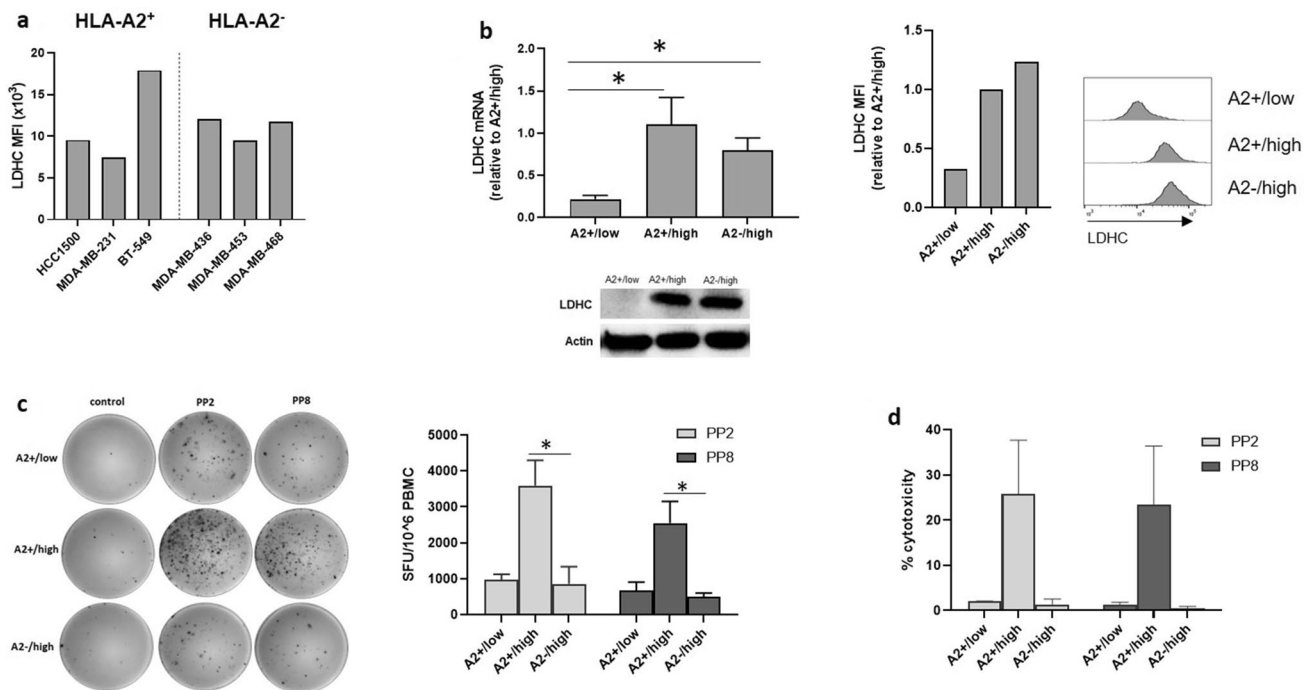 a
HLA-A2+
HLA-A2-
LDHC MFI (x10³)
20
15
10
5
0
HCC1500
MDA-MB-231
BT-549
MDA-MB-436
MDA-MB-453
MDA-MB-468
b
LDHC mRNA
(relative to A2+/high)
2.0
1.5
1.0
0.5
0.0
*
*
A2+/low
A2+/high
A2-/high
LDHC MFI
(relative to A2+/high)
1.5
1.0
0.5
0.0
A2+/low
A2+/high
A2-/high
A2+/low
A2+/high
A2-/high
10³
10⁴
10⁵
LDHC
A2+/low
A2+/high
A2-/high
LDHC
Actin
c
control
PP2
PP8
A2+/low
A2+/high
A2-/high
SFU/10^6 PBMC
5000
4000
3000
2000
1000
0
PP2
PP8
*
*
A2+/low
A2+/high
A2-/high
A2+/low
A2+/high
A2-/high
d
% cytotoxicity
40
30
20
10
0
PP2
PP8
A2+/low
A2+/high
A2-/high
A2+/low
A2+/high
A2-/high